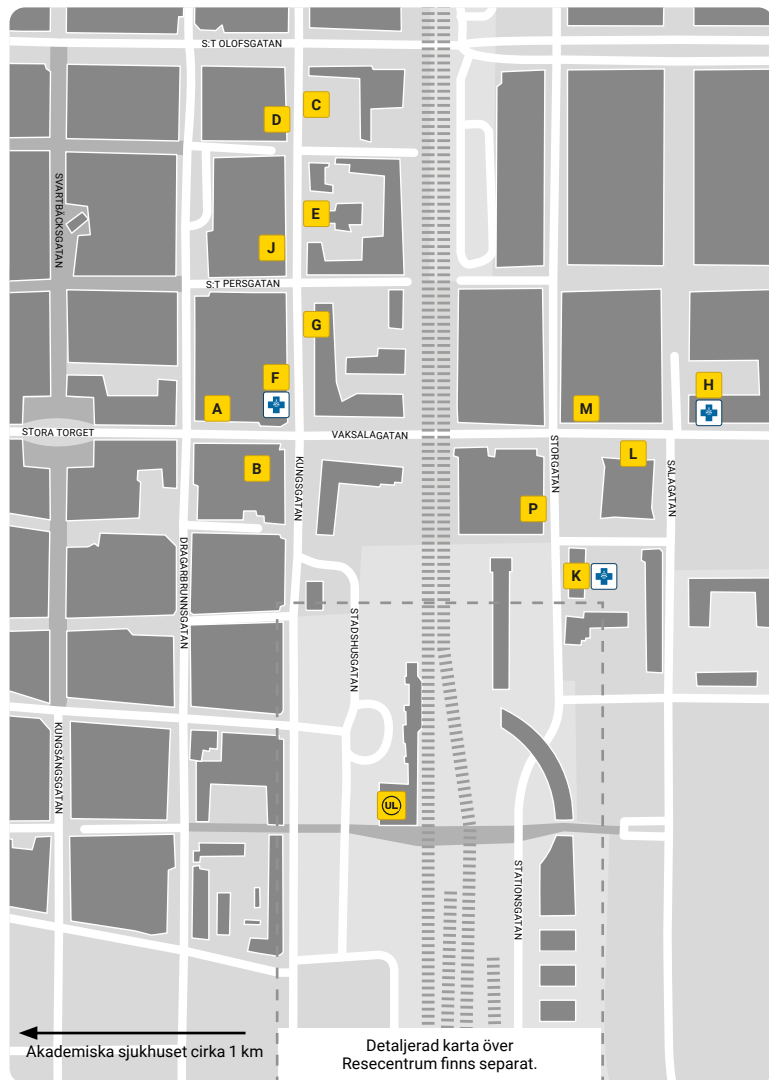 S:T OLOFSGATAN
C
D
SVARTBÄCKSGATAN
E
J
S:T PERSGATAN
G
F
H
A
M
STORA TORGET
VAKSALAGATAN
L
B
KUNGSGATAN
STORGATAN
SALAGATAN
P
DRAGARBRUNNSGATAN
K
STADSHUSGATAN
KUNGSÄNGSGATAN
UL
STATIONSGATAN
Akademiska sjukhuset cirka 1 km
Detaljerad karta över
Resecentrum finns separat.